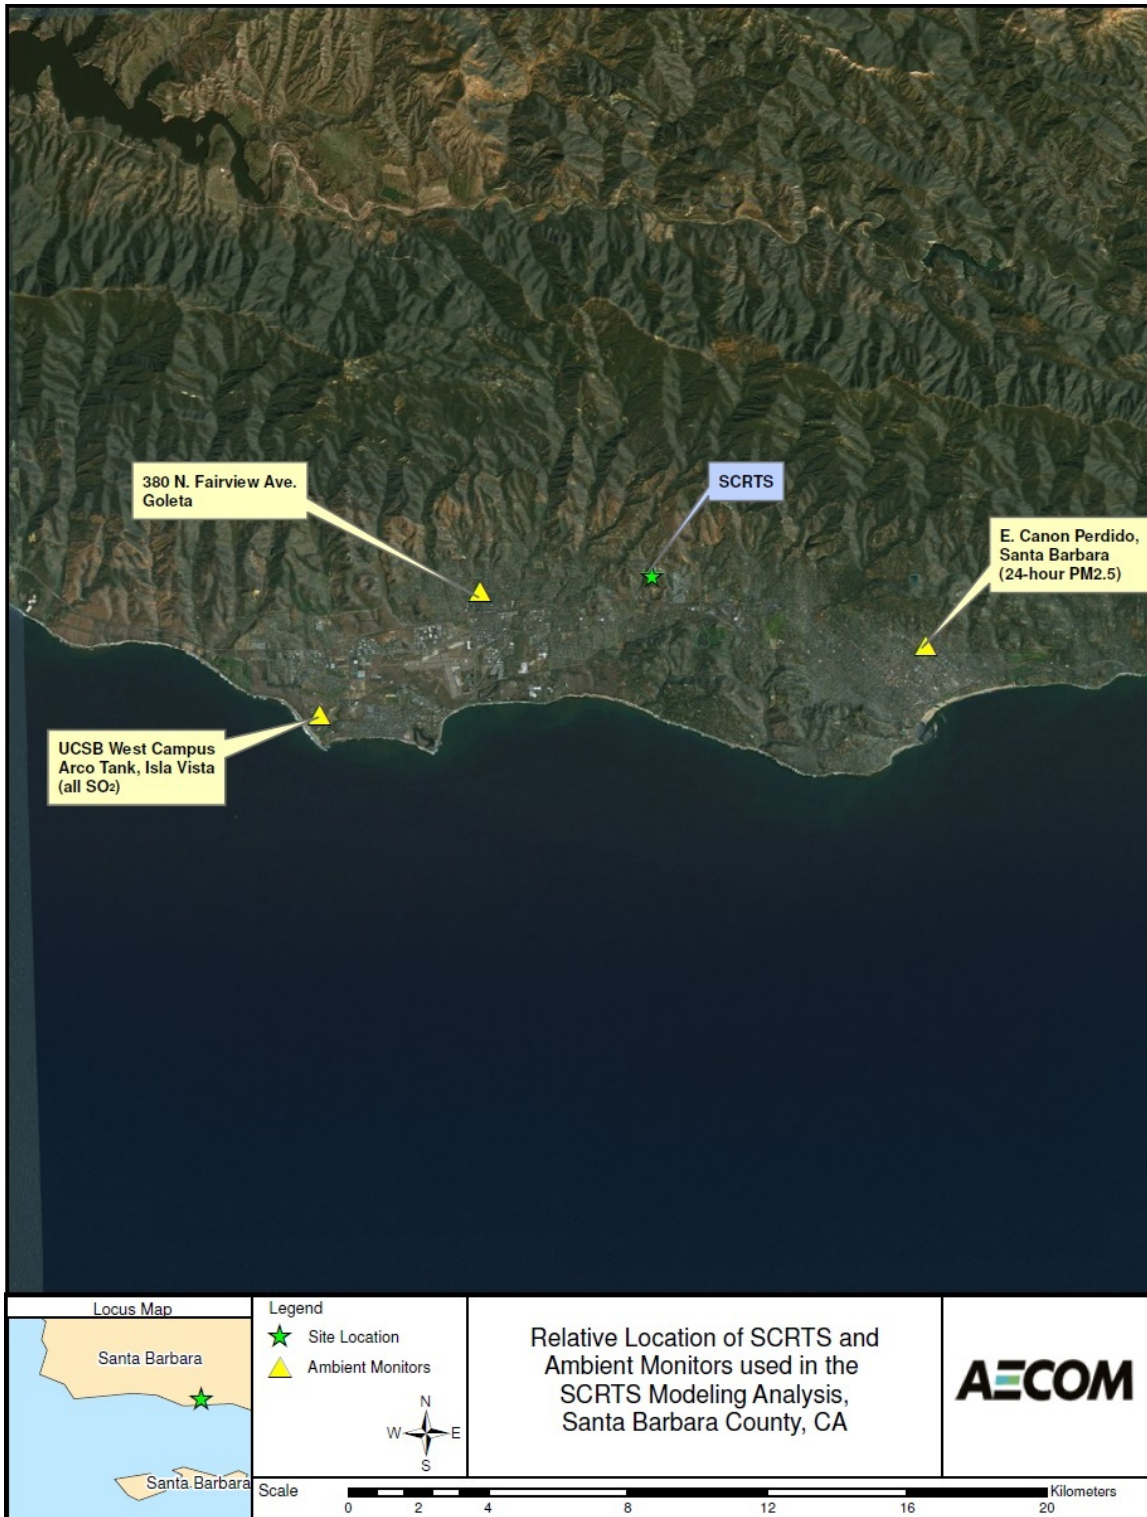 380 N. Fairview Ave.
Goleta
SCRTS
E. Canon Perdido,
Santa Barbara
(24-hour PM2.5)
UCSB West Campus
Arco Tank, Isla Vista
(all SO₂)
Locus Map
Santa Barbara
Santa Barbara
Legend
Site Location
Ambient Monitors
N
W E
S
Relative Location of SCRTS and
Ambient Monitors used in the
SCRTS Modeling Analysis,
Santa Barbara County, CA
AECOM
Scale
Kilometers
0 2 4 8 12 16 20